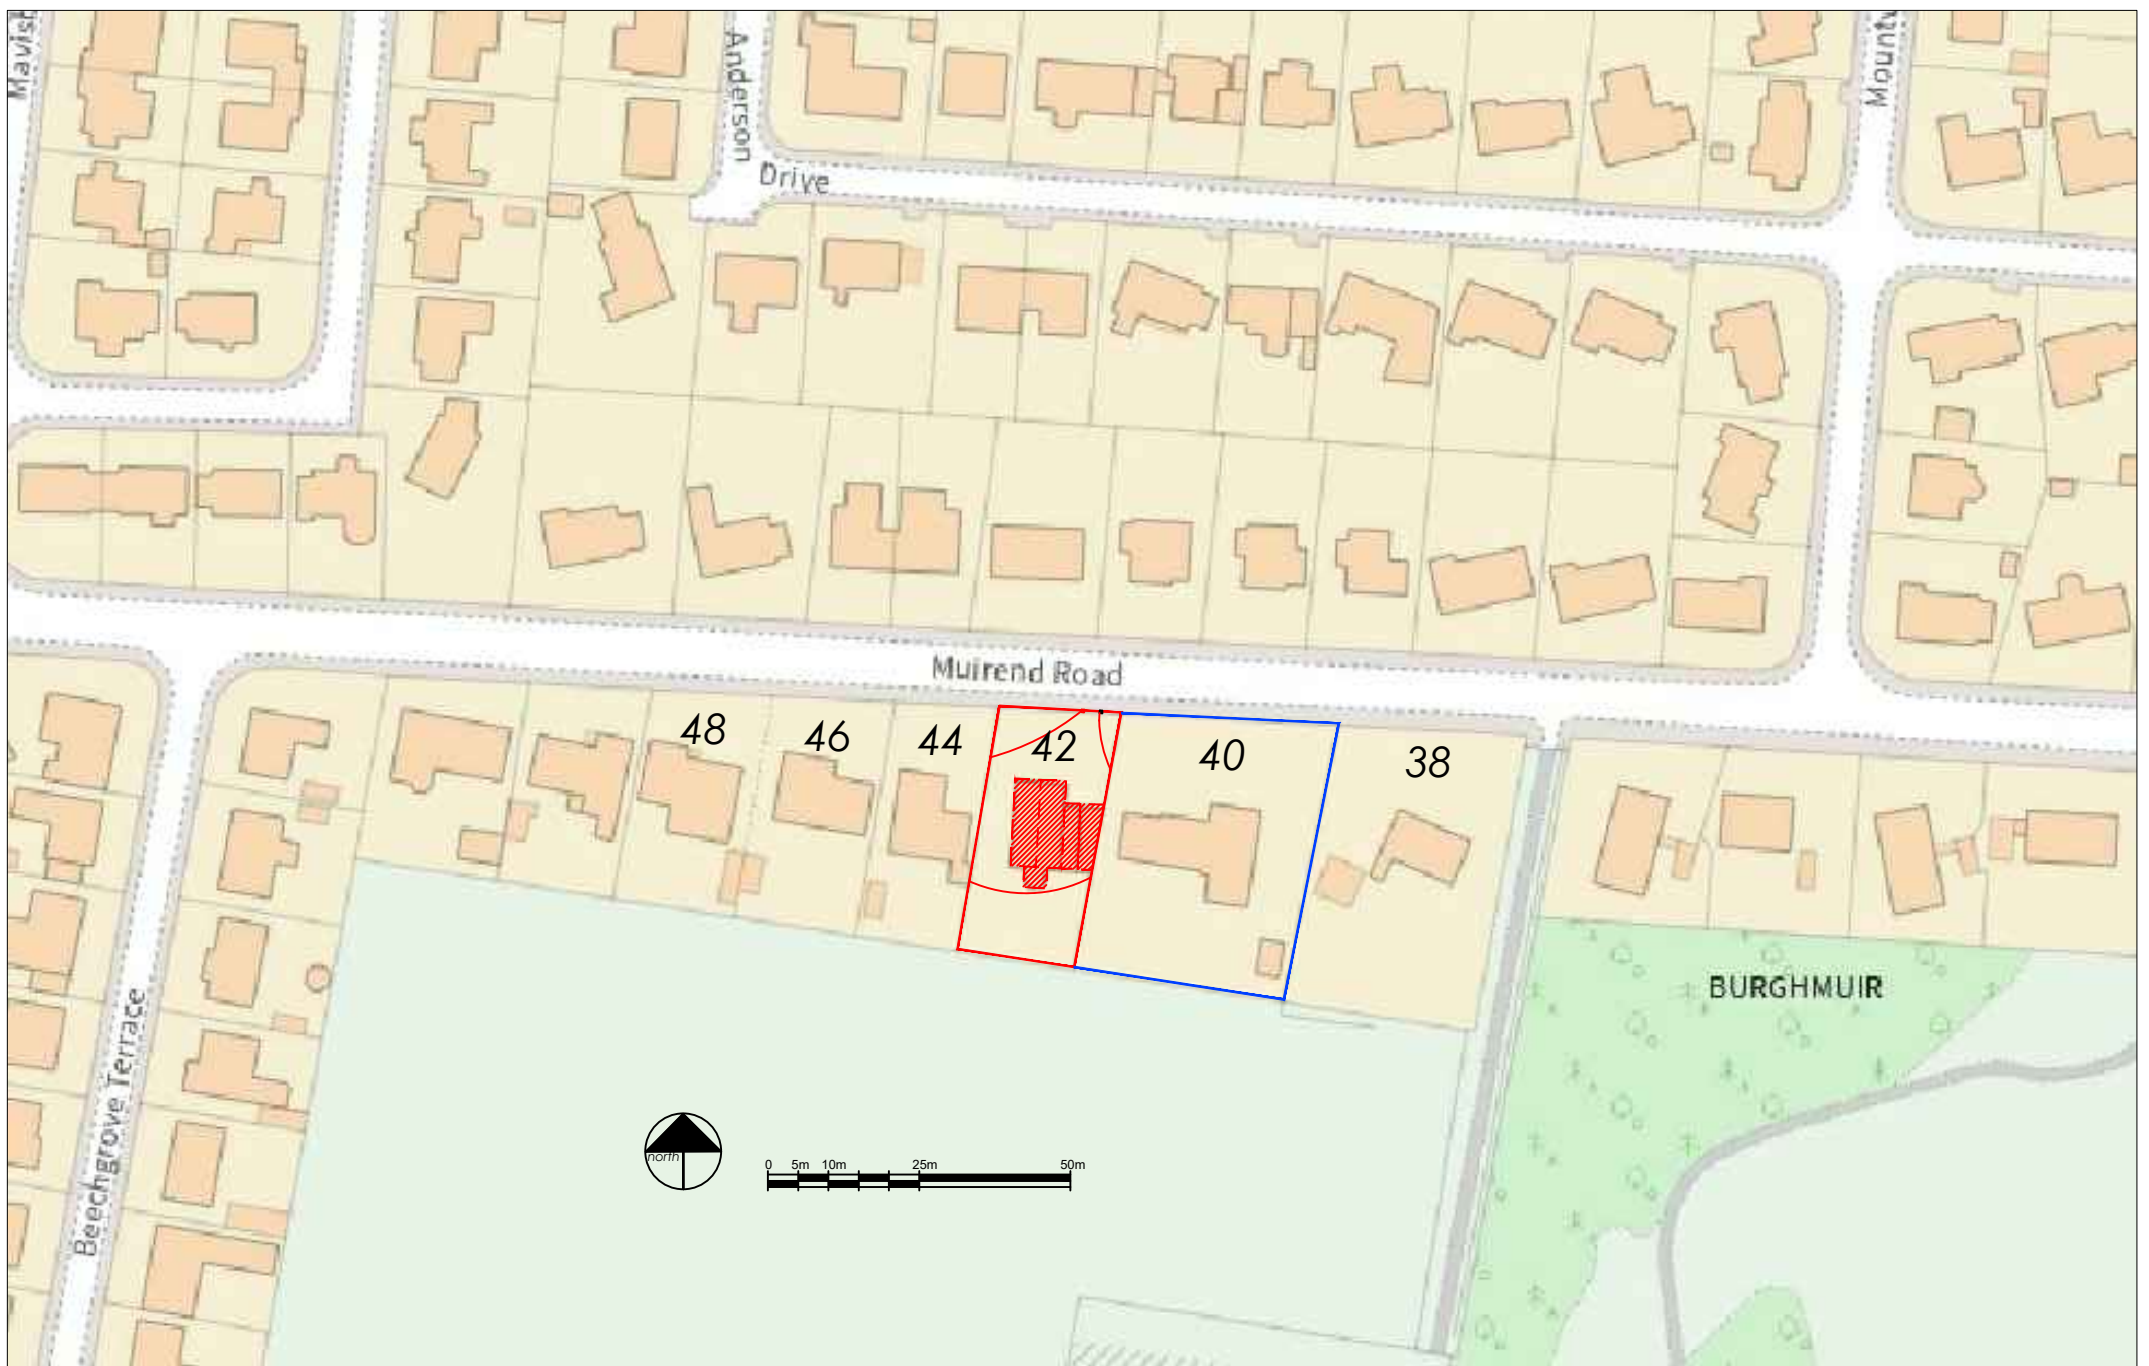 Anderson
Drive
Muirend Road
48
46
44
42
40
38
BURGHMUIR
Beechgrove Terrace
north
0 5m 10m 25m 50m